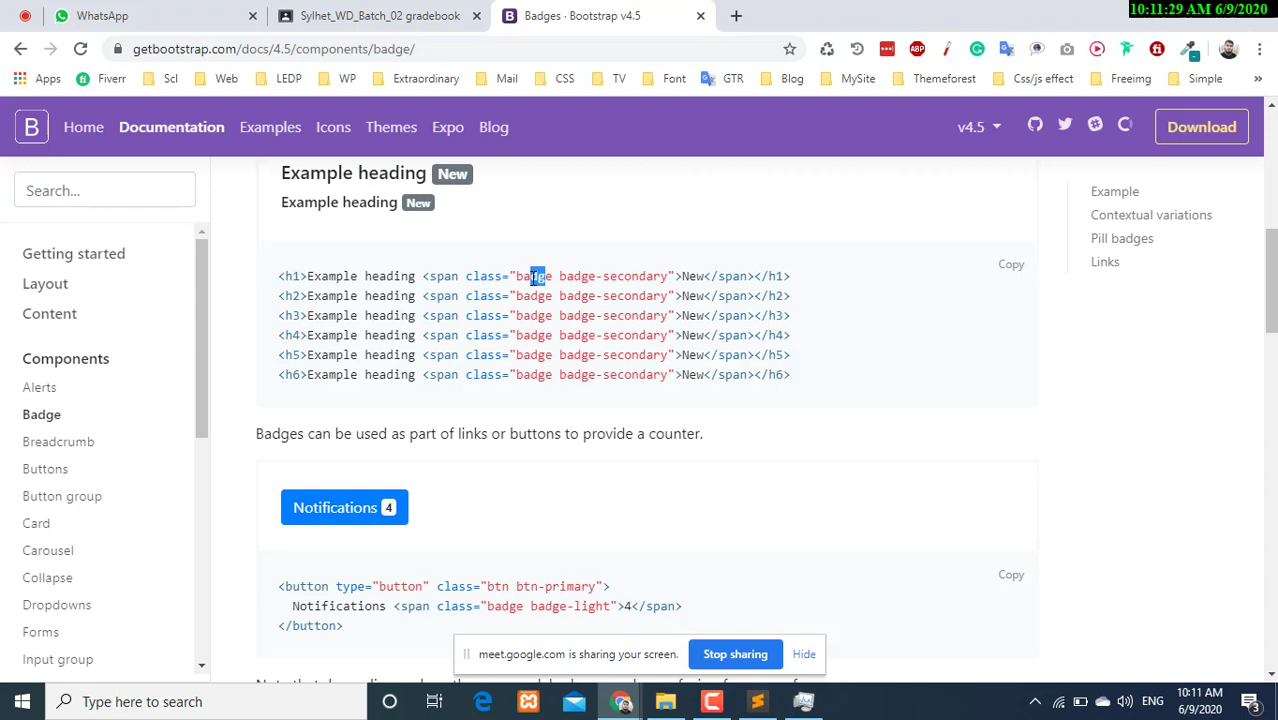 10:11:29 AM 6/9/2020
WhatsApp
Sylhet_WD_Batch_02 gradebook
Badges · Bootstrap v4.5
getbootstrap.com/docs/4.5/components/badge/
Apps Fiverr Scl Web LEDP WP Extraordinary Mail CSS TV Font GTR Blog MySite Themeforest Css/js effect Freeimg Simple »
B Home Documentation Examples Icons Themes Expo Blog v4.5 Download
Search...
Getting started
Layout
Content
Components
Alerts
Badge
Breadcrumb
Buttons
Button group
Card
Carousel
Collapse
Dropdowns
Forms
Input group
Example heading New
Example heading New
Copy
<h1>Example heading <span class="badge badge-secondary">New</span></h1>
<h2>Example heading <span class="badge badge-secondary">New</span></h2>
<h3>Example heading <span class="badge badge-secondary">New</span></h3>
<h4>Example heading <span class="badge badge-secondary">New</span></h4>
<h5>Example heading <span class="badge badge-secondary">New</span></h5>
<h6>Example heading <span class="badge badge-secondary">New</span></h6>
Badges can be used as part of links or buttons to provide a counter.
Notifications 4
Copy
<button type="button" class="btn btn-primary">
Notifications <span class="badge badge-light">4</span>
</button>
Example
Contextual variations
Pill badges
Links
meet.google.com is sharing your screen. Stop sharing Hide
Type here to search
ENG
10:11 AM
6/9/2020